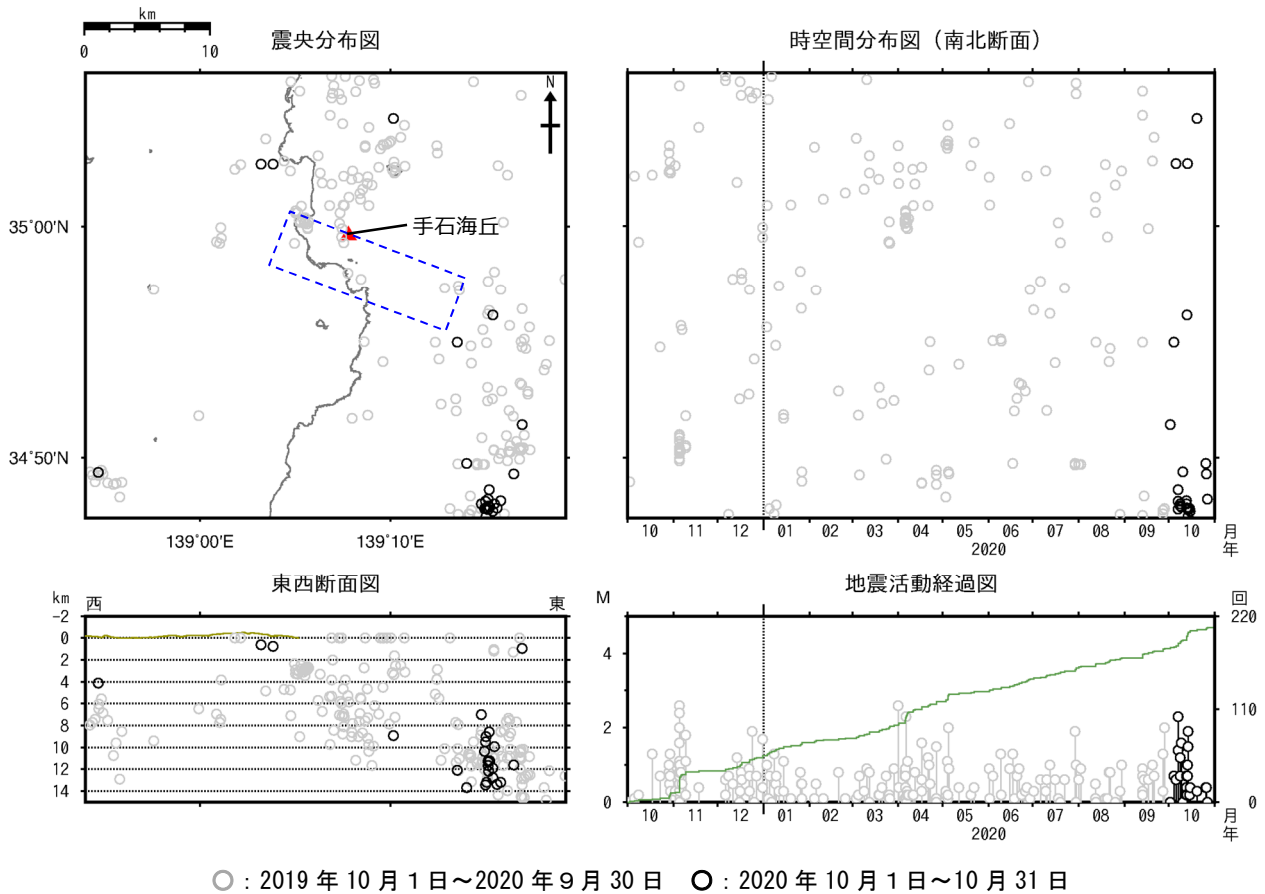 km
0 10
震央分布図
N
35°00'N
手石海丘
34°50'N
139°00'E 139°10'E
時空間分布図（南北断面）
10 11 12 01 02 03 04 05 06 07 08 09 10 月
2020 年
東西断面図
km 西 東
-2
0
2
4
6
8
10
12
14
地震活動経過図
M 回
4 220
2 110
0 0
10 11 12 01 02 03 04 05 06 07 08 09 10 月
2020 年
○：2019 年 10 月 1 日～2020 年９月 30 日 ○：2020 年 10 月 1 日～10 月 31 日